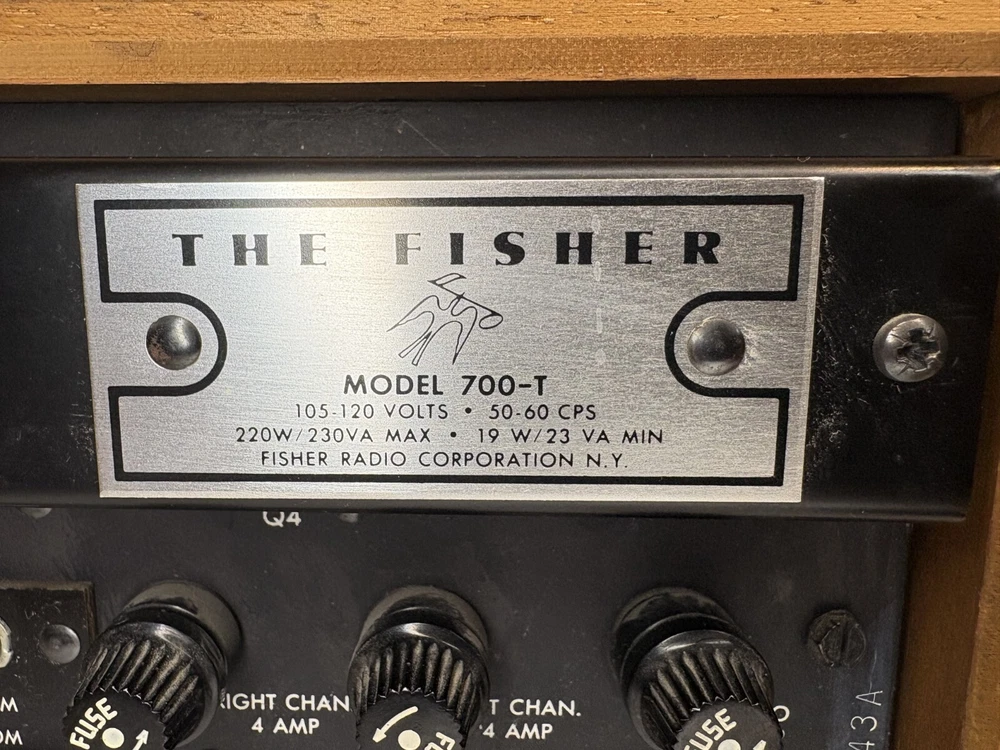 THE FISHER
MODEL 700-T
105-120 VOLTS • 50-60 CPS
220W/230VA MAX • 19 W/23 VA MIN
FISHER RADIO CORPORATION N.Y.
Q4
FUSE
CHAN
4 AMP
CHAN.
4 AMP
FUSE
43A